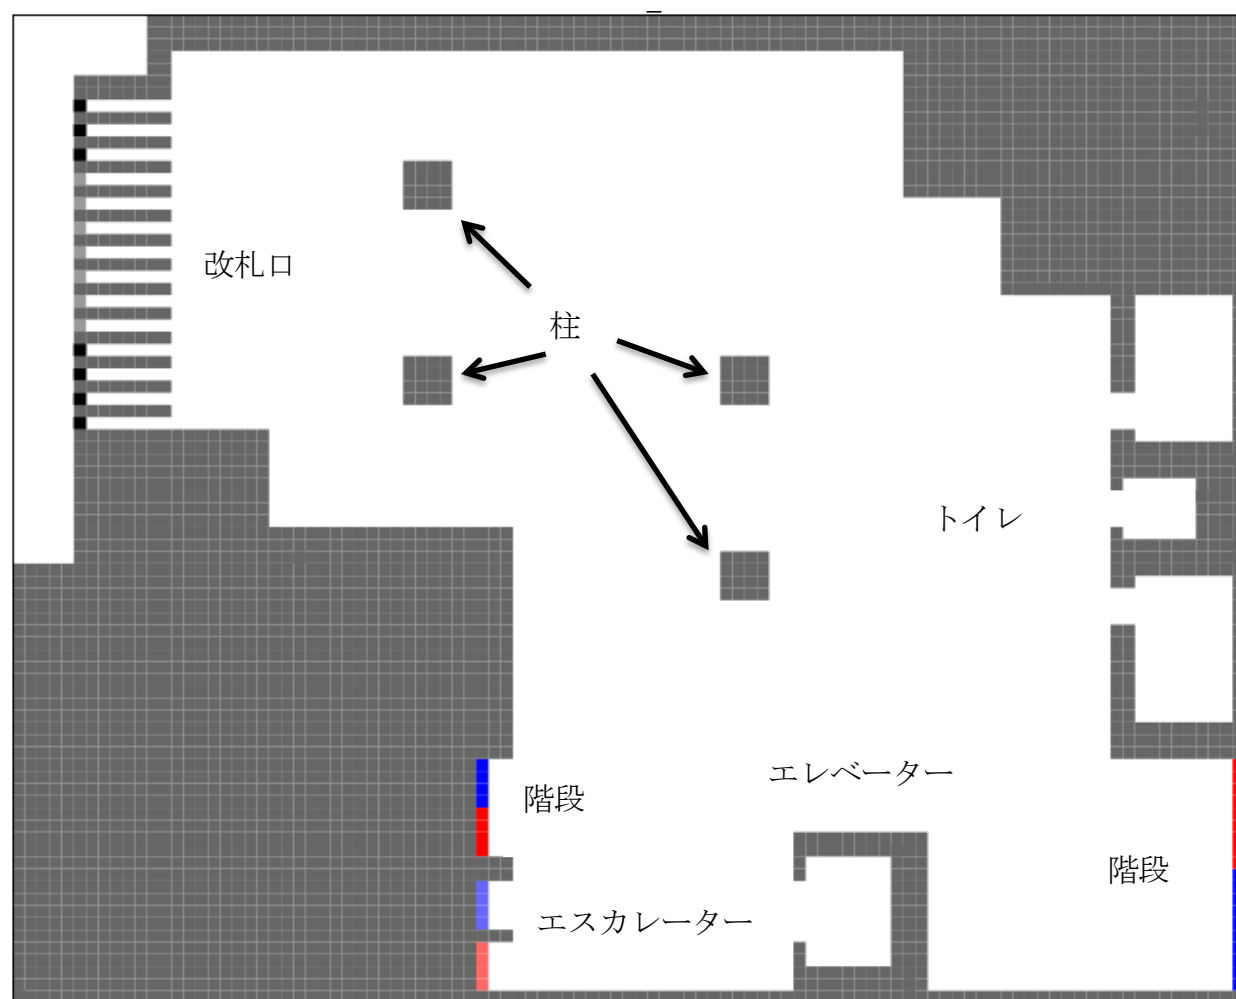 改札口
柱
トイレ
エレベーター
階段
階段
エスカレーター